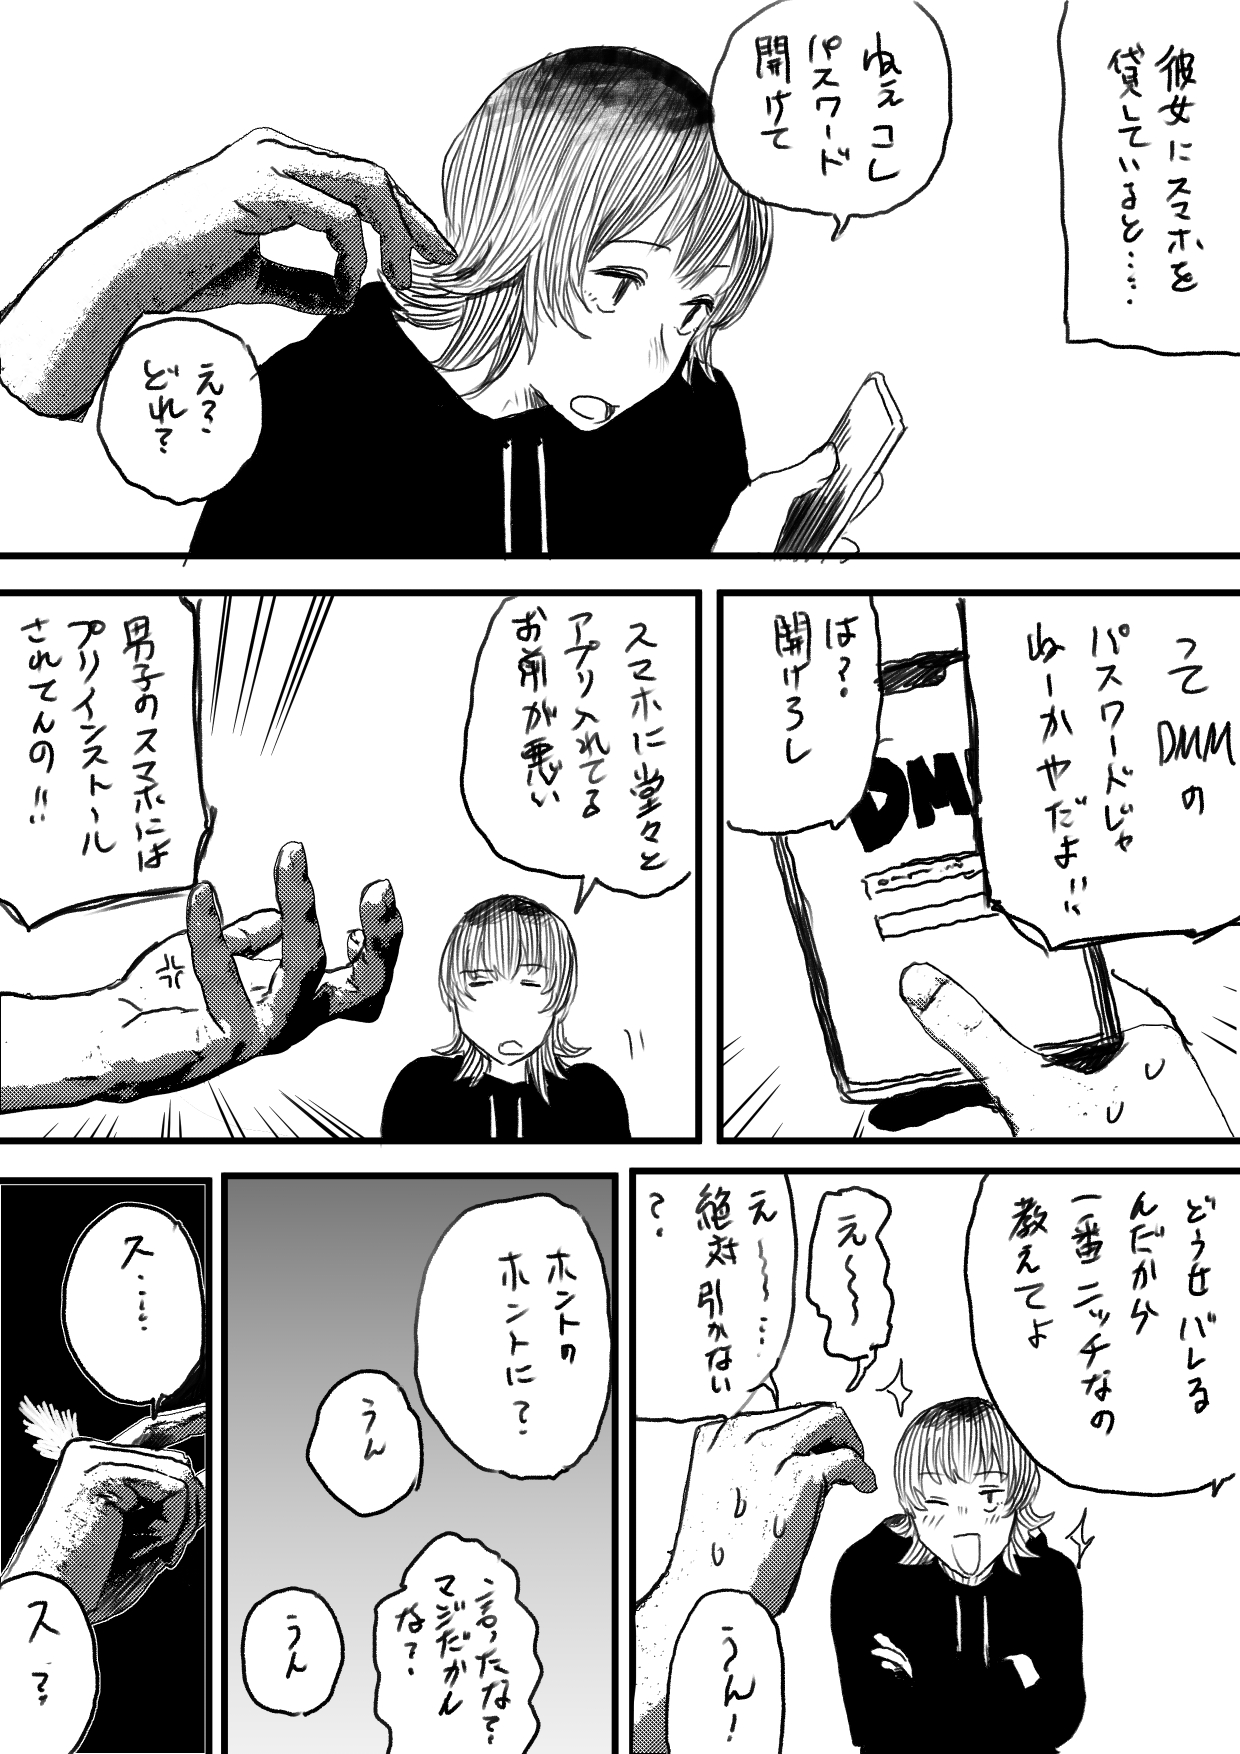 彼女にスマホを
貸していると……
ねえコレ
パスワード
開けて
え？
どれ？
って
DMMの
パスワードじゃ
ねーかやだよ!!
DM
は？
開けろし
スマホに堂々と
アプリ入れてる
お前が悪い
男子のスマホには
プリインストール
されてんの!!
どうせバレる
んだから
一番ニッチなの
教えてよ
え〜〜
え〜〜…
絶対引かない
？
うん！
ホントの
ホントに？
うん
言ったな？
マジだかんな？
うん
ス……
ス？